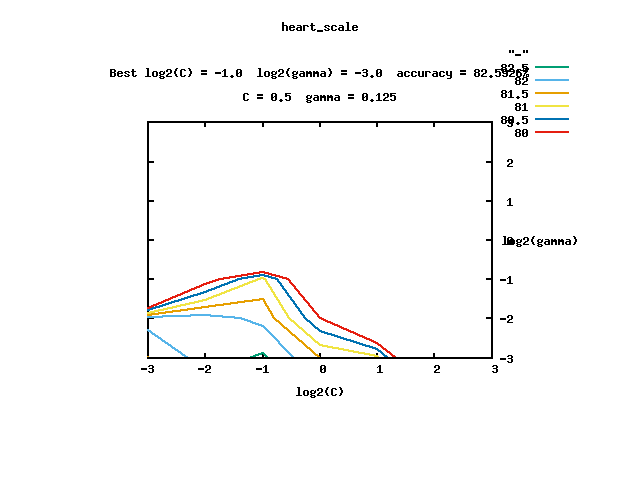 heart_scale
"-"
Best log2(C) = -1.0  log2(gamma) = -3.0  accuracy = 82.5926%
82.5
82
C = 0.5  gamma = 0.125
81.5
81
80.5
80
3
2
1
0
log2(gamma)
-1
-2
-3
-3 -2 -1 0 1 2 3
log2(C)